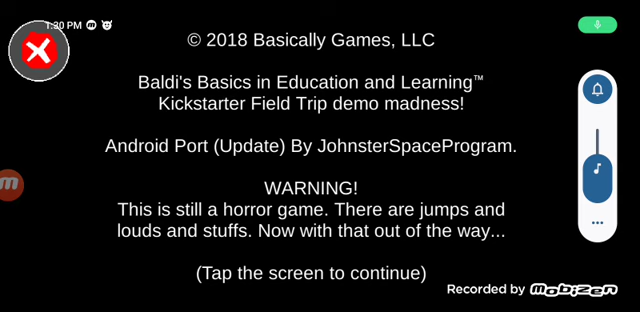 1:30 PM
© 2018 Basically Games, LLC
Baldi's Basics in Education and Learning™
Kickstarter Field Trip demo madness!
Android Port (Update) By JohnsterSpaceProgram.
WARNING!
This is still a horror game. There are jumps and
louds and stuffs. Now with that out of the way...
(Tap the screen to continue)
Recorded by mobizen